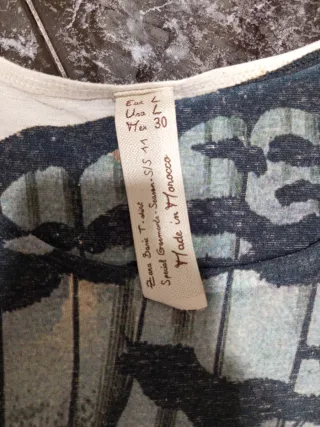 Eur L
Usa L
Mex 30
Zara Basic T-shirt
Special Garments - Season - S/S 11
Made in Morocco